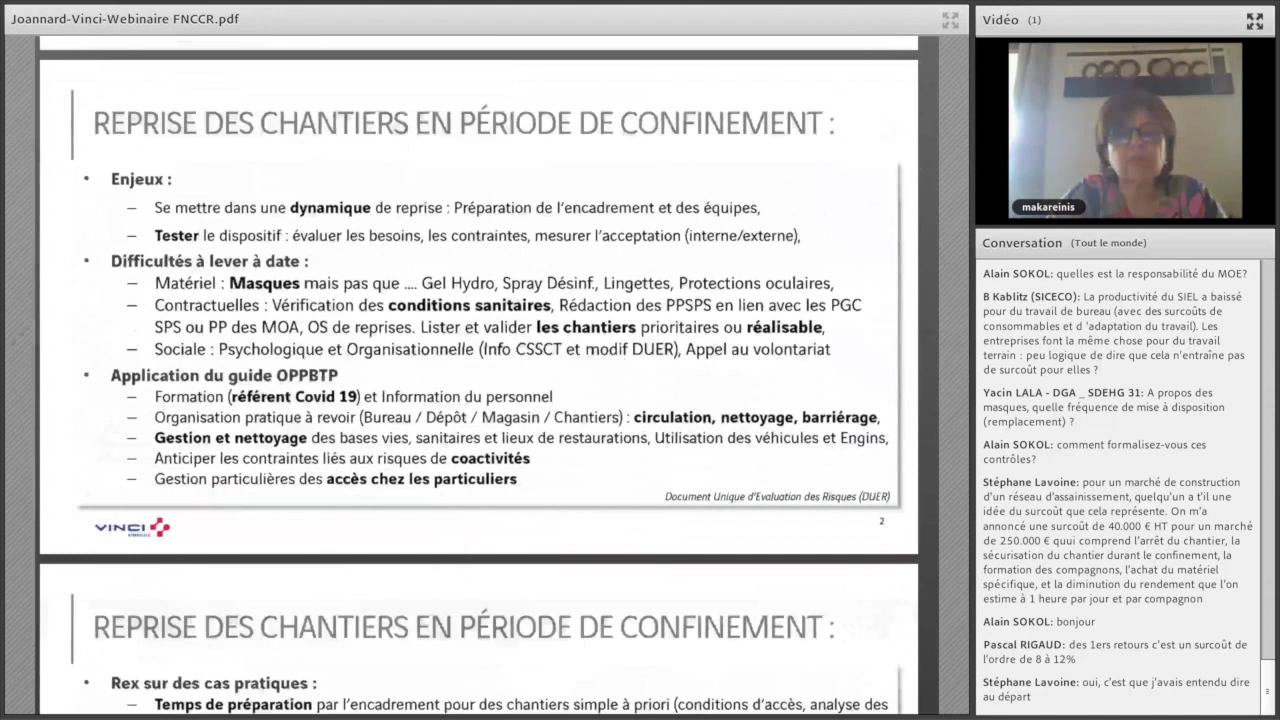 Joannard-Vinci-Webinaire FNCCR.pdf
REPRISE DES CHANTIERS EN PÉRIODE DE CONFINEMENT :
• Enjeux :
– Se mettre dans une dynamique de reprise : Préparation de l'encadrement et des équipes,
– Tester le dispositif : évaluer les besoins, les contraintes, mesurer l'acceptation (interne/externe),
• Difficultés à lever à date :
– Matériel : Masques mais pas que .... Gel Hydro, Spray Désinf., Lingettes, Protections oculaires,
– Contractuelles : Vérification des conditions sanitaires, Rédaction des PPSPS en lien avec les PGC
SPS ou PP des MOA, OS de reprises. Lister et valider les chantiers prioritaires ou réalisable,
– Sociale : Psychologique et Organisationnelle (Info CSSCT et modif DUER), Appel au volontariat
• Application du guide OPPBTP
– Formation (référent Covid 19) et Information du personnel
– Organisation pratique à revoir (Bureau / Dépôt / Magasin / Chantiers) : circulation, nettoyage, barriérage,
– Gestion et nettoyage des bases vies, sanitaires et lieux de restaurations, Utilisation des véhicules et Engins,
– Anticiper les contraintes liés aux risques de coactivités
– Gestion particulières des accès chez les particuliers
Document Unique d'Evaluation des Risques (DUER)
VINCI
2
REPRISE DES CHANTIERS EN PÉRIODE DE CONFINEMENT :
• Rex sur des cas pratiques :
– Temps de préparation par l'encadrement pour des chantiers simple à priori (conditions d'accès, analyse des
Vidéo (1)
makareinis
Conversation (Tout le monde)
Alain SOKOL: quelles est la responsabilité du MOE?
B Kablitz (SICECO): La productivité du SIEL a baissé
pour du travail de bureau (avec des surcoûts de
consommables et d 'adaptation du travail). Les
entreprises font la même chose pour du travail
terrain : peu logique de dire que cela n'entraîne pas
de surcoût pour elles ?
Yacin LALA - DGA _ SDEHG 31: A propos des
masques, quelle fréquence de mise à disposition
(remplacement) ?
Alain SOKOL: comment formalisez-vous ces
contrôles?
Stéphane Lavoine: pour un marché de construction
d'un réseau d'assainissement, quelqu'un a t'il une
idée du surcoût que cela représente. On m'a
annoncé une surcoût de 40.000 € HT pour un marché
de 250.000 € quui comprend l'arrêt du chantier, la
sécurisation du chantier durant le confinement, la
formation des compagnons, l'achat du matériel
spécifique, et la diminution du rendement que l'on
estime à 1 heure par jour et par compagnon
Alain SOKOL: bonjour
Pascal RIGAUD: des 1ers retours c'est un surcoût de
l'ordre de 8 à 12%
Stéphane Lavoine: oui, c'est que j'avais entendu dire
au départ